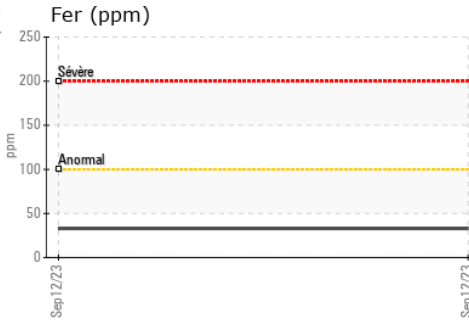 Fer (ppm)
250
200
150
100
50
0
ppm
Sévère
Anormal
Sep12/23
Sep12/23